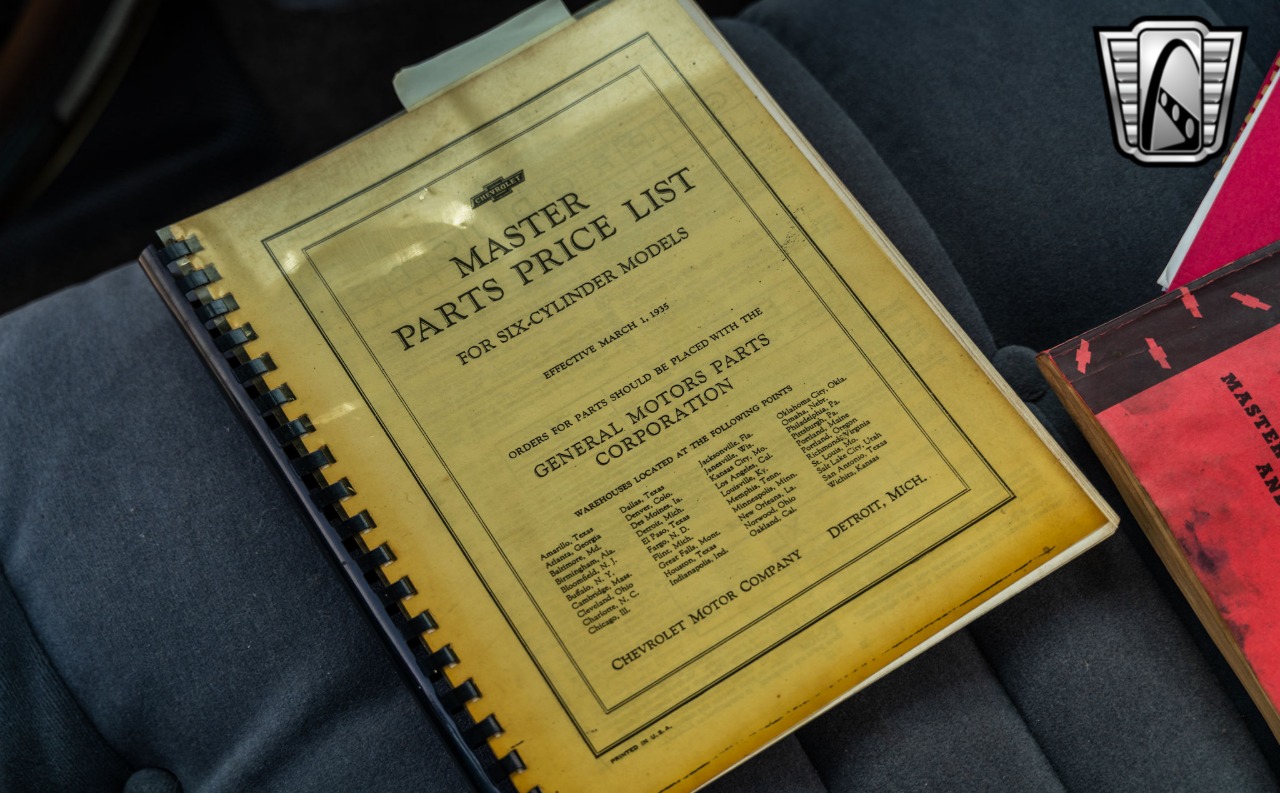 CHEVROLET
MASTER
PARTS PRICE LIST
FOR SIX-CYLINDER MODELS
EFFECTIVE MARCH 1, 1935
ORDERS FOR PARTS SHOULD BE PLACED WITH THE
GENERAL MOTORS PARTS
CORPORATION
WAREHOUSES LOCATED AT THE FOLLOWING POINTS
Amarillo, Texas
Atlanta, Georgia
Baltimore, Md.
Birmingham, Ala.
Bloomfield, N. J.
Buffalo, N. Y.
Cambridge, Mass.
Cleveland, Ohio
Charlotte, N. C.
Chicago, Ill.
Dallas, Texas
Denver, Colo.
Des Moines, Ia.
Detroit, Mich.
El Paso, Texas
Fargo, N. D.
Flint, Mich.
Great Falls, Mont.
Houston, Texas
Indianapolis, Ind.
Jacksonville, Fla.
Janesville, Wis.
Kansas City, Mo.
Los Angeles, Cal.
Louisville, Ky.
Memphis, Tenn.
Minneapolis, Minn.
New Orleans, La.
Norwood, Ohio
Oakland, Cal.
Oklahoma City, Okla.
Omaha, Nebr.
Philadelphia, Pa.
Pittsburgh, Pa.
Portland, Maine
Portland, Oregon
Richmond, Virginia
St. Louis, Mo.
Salt Lake City, Utah
San Antonio, Texas
Wichita, Kansas
CHEVROLET MOTOR COMPANY DETROIT, MICH.
PRINTED IN U.S.A.